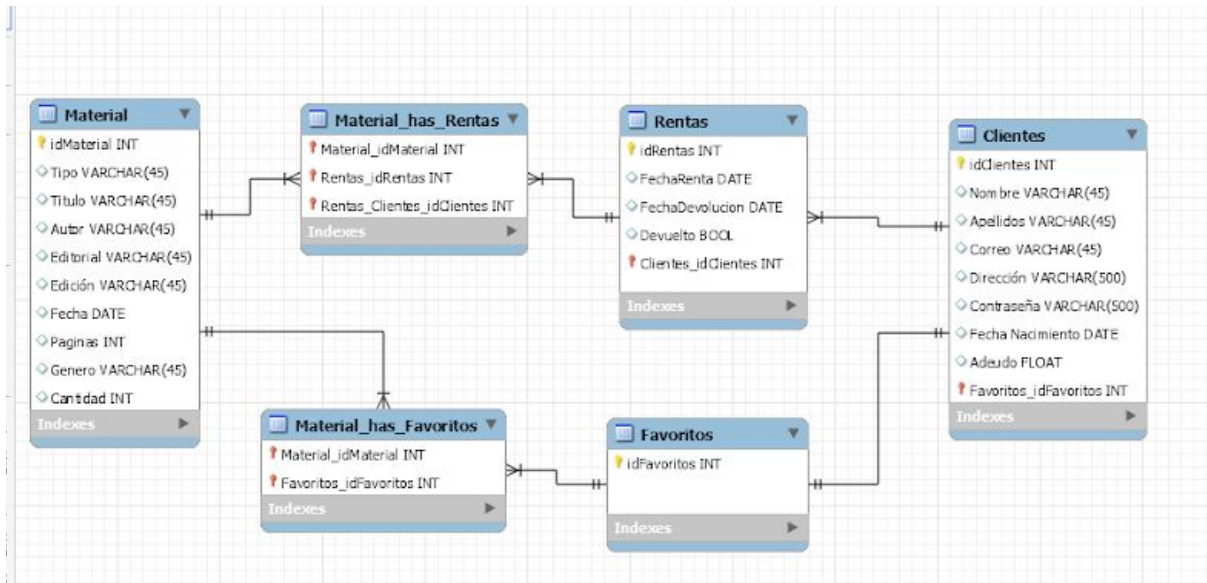 Material
idMaterial INT
Tipo VARCHAR(45)
Titulo VARCHAR(45)
Autor VARCHAR(45)
Editorial VARCHAR(45)
Edición VARCHAR(45)
Fecha DATE
Paginas INT
Genero VARCHAR(45)
Cantidad INT
Indexes
Material_has_Rentas
Material_idMaterial INT
Rentas_idRentas INT
Rentas_Clientes_idClientes INT
Indexes
Rentas
idRentas INT
FechaRenta DATE
FechaDevolucion DATE
Devuelto BOOL
Clientes_idClientes INT
Indexes
Clientes
idClientes INT
Nombre VARCHAR(45)
Apellidos VARCHAR(45)
Correo VARCHAR(45)
Dirección VARCHAR(500)
Contraseña VARCHAR(500)
Fecha Nacimiento DATE
Adeudo FLOAT
Favoritos_idFavoritos INT
Indexes
Material_has_Favoritos
Material_idMaterial INT
Favoritos_idFavoritos INT
Indexes
Favoritos
idFavoritos INT
Indexes